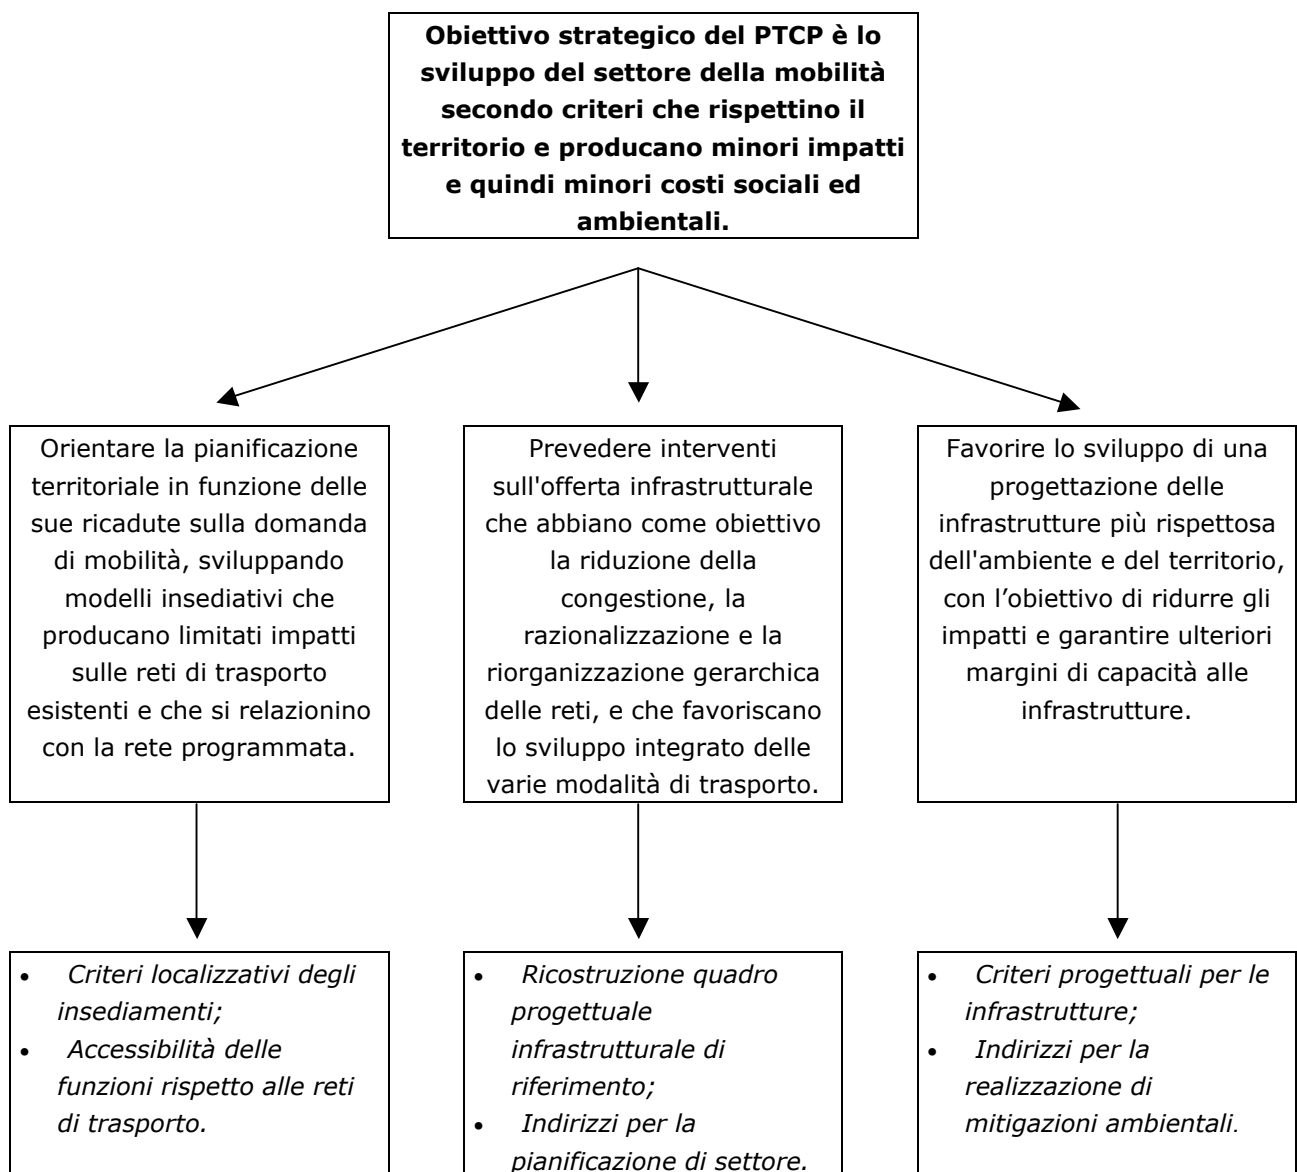 Obiettivo strategico del PTCP è lo
sviluppo del settore della mobilità
secondo criteri che rispettino il
territorio e producano minori impatti
e quindi minori costi sociali ed
ambientali.
Orientare la pianificazione
territoriale in funzione delle
sue ricadute sulla domanda
di mobilità, sviluppando
modelli insediativi che
producano limitati impatti
sulle reti di trasporto
esistenti e che si relazionino
con la rete programmata.
Prevedere interventi
sull'offerta infrastrutturale
che abbiano come obiettivo
la riduzione della
congestione, la
razionalizzazione e la
riorganizzazione gerarchica
delle reti, e che favoriscano
lo sviluppo integrato delle
varie modalità di trasporto.
Favorire lo sviluppo di una
progettazione delle
infrastrutture più rispettosa
dell'ambiente e del territorio,
con l’obiettivo di ridurre gli
impatti e garantire ulteriori
margini di capacità alle
infrastrutture.
• Criteri localizzativi degli
insediamenti;
• Accessibilità delle
funzioni rispetto alle reti
di trasporto.
• Ricostruzione quadro
progettuale
infrastrutturale di
riferimento;
• Indirizzi per la
pianificazione di settore.
• Criteri progettuali per le
infrastrutture;
• Indirizzi per la
realizzazione di
mitigazioni ambientali.